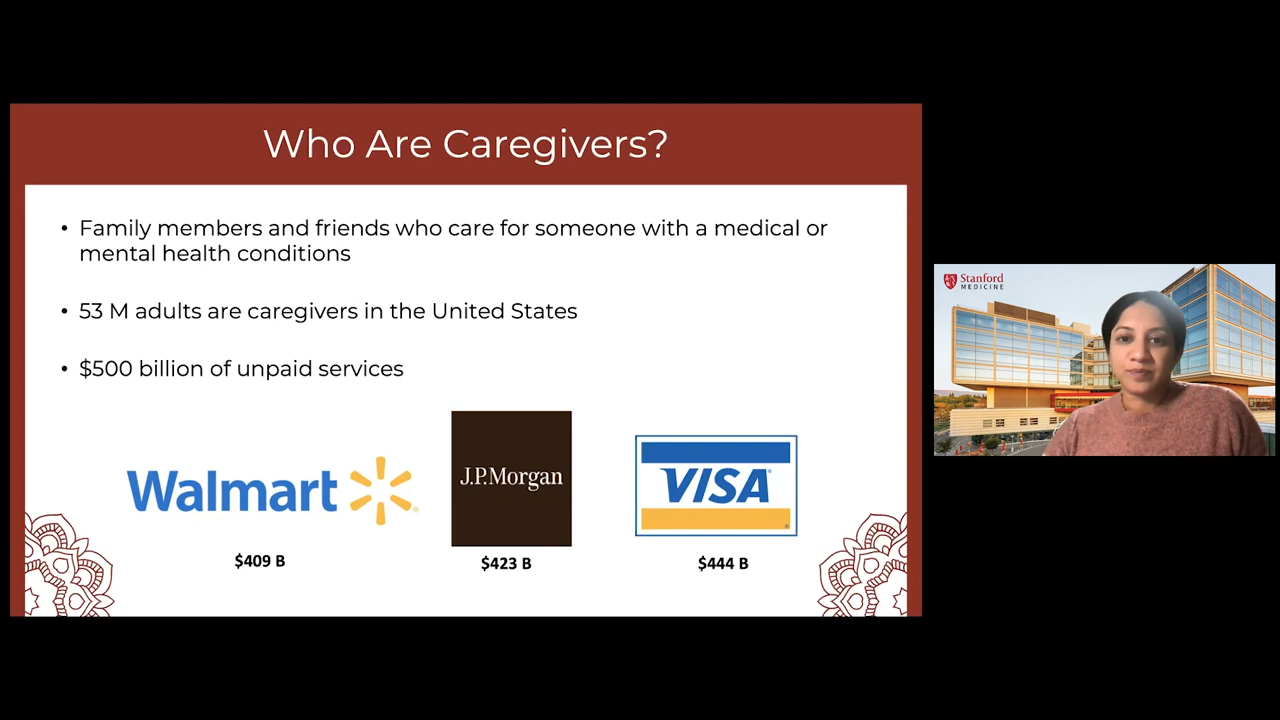 Who Are Caregivers?
• Family members and friends who care for someone with a medical or
mental health conditions
• 53 M adults are caregivers in the United States
• $500 billion of unpaid services
Walmart
J.P.Morgan
VISA
$409 B
$423 B
$444 B
Stanford
MEDICINE